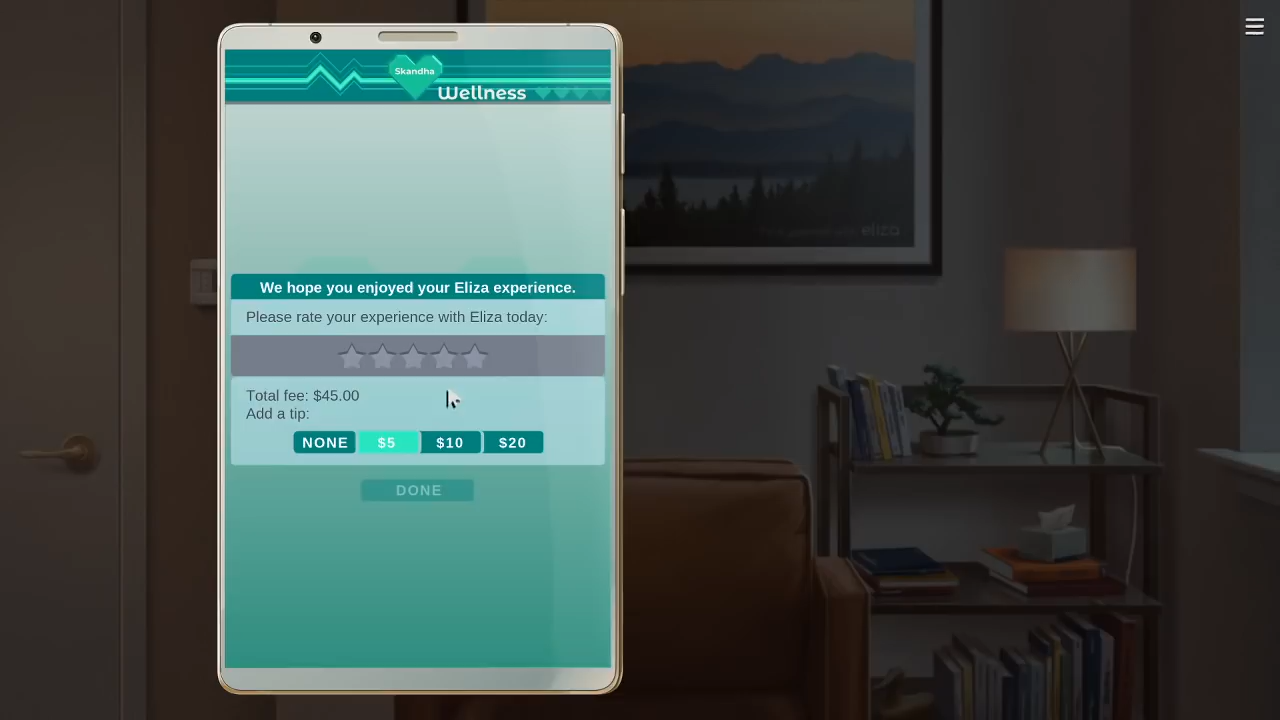 Skandha
Wellness
We hope you enjoyed your Eliza experience.
Please rate your experience with Eliza today:
Total fee: $45.00
Add a tip:
NONE $5 $10 $20
DONE
eliza